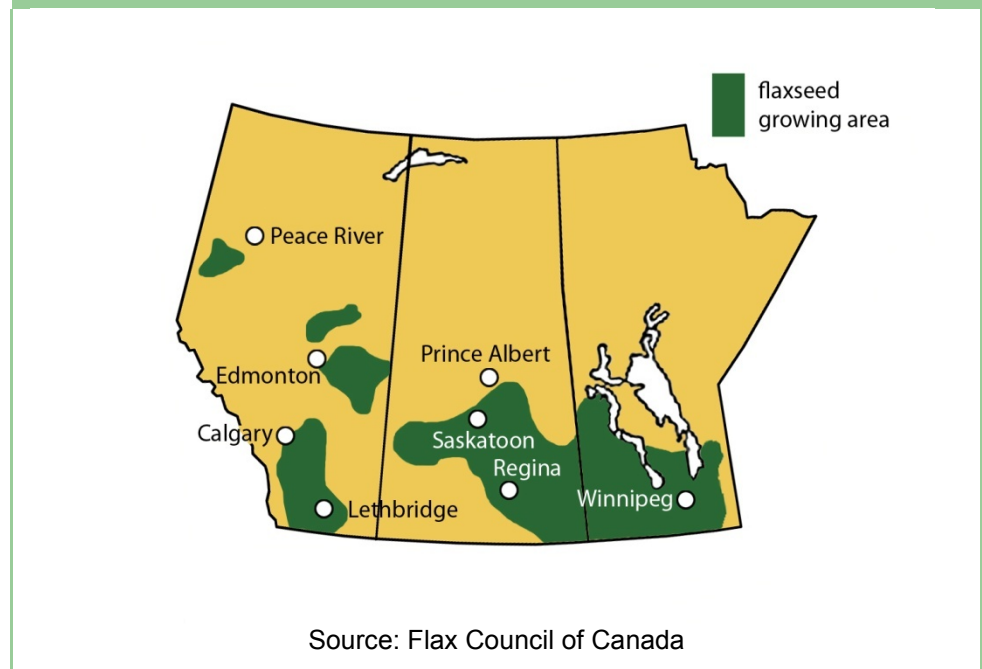 flaxseed
growing area
Peace River
Prince Albert
Edmonton
Calgary
Saskatoon
Regina
Winnipeg
Lethbridge
Source: Flax Council of Canada